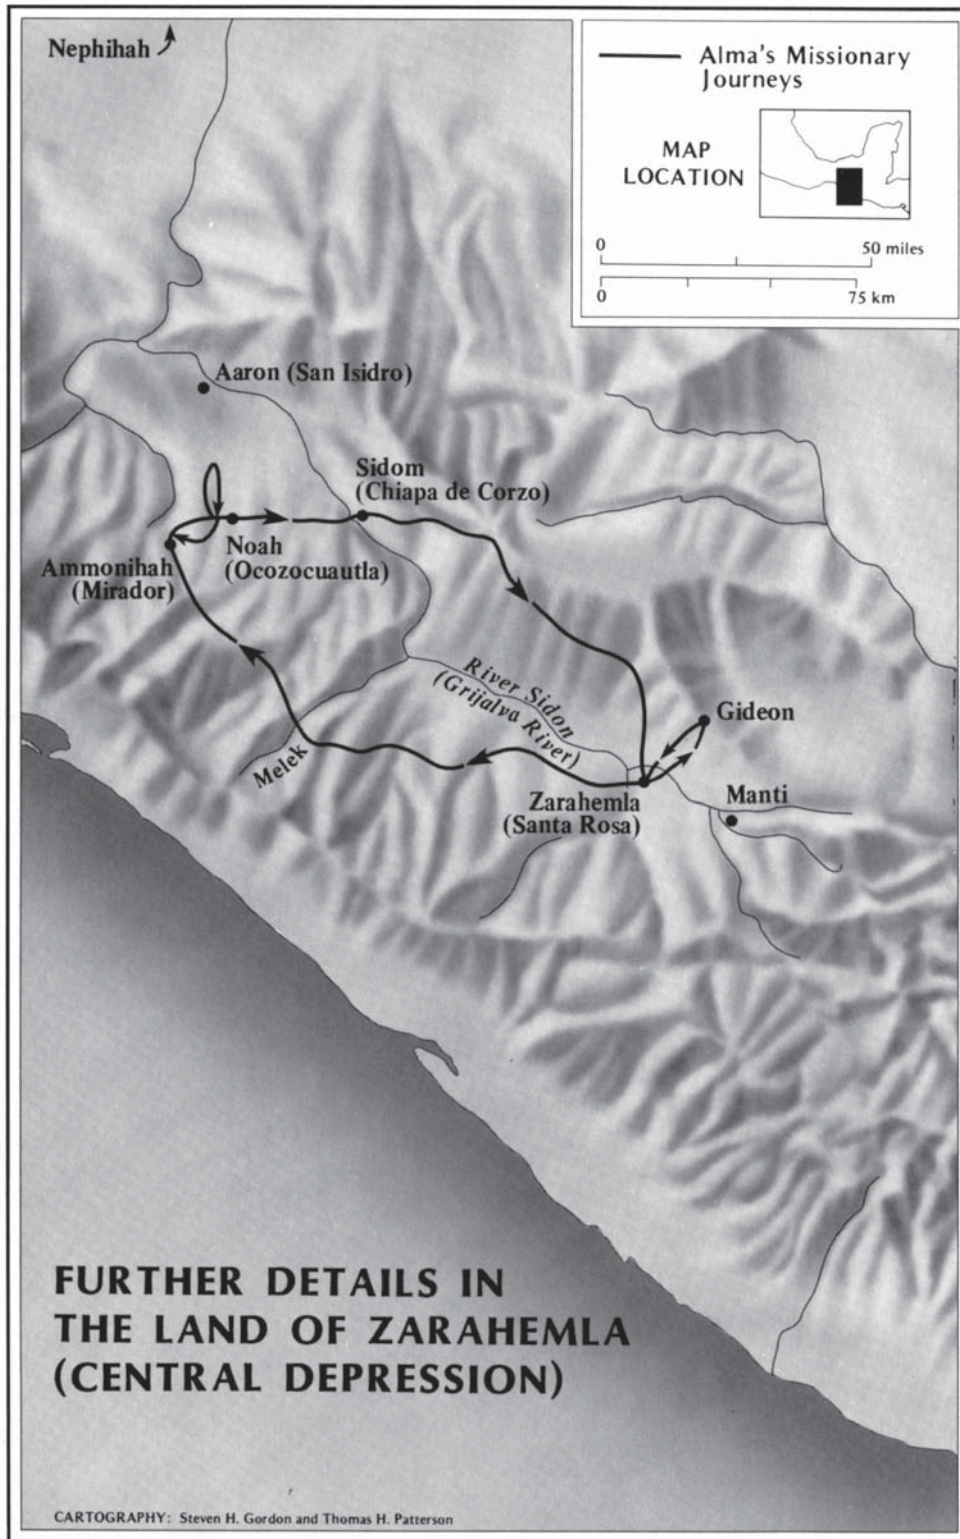 Nephihah
Alma's Missionary
Journeys
MAP
LOCATION
0
50 miles
0
75 km
Aaron (San Isidro)
Sidom
(Chiapa de Corzo)
Noah
(Ocozocuautla)
Ammonihah
(Mirador)
River Sidon
(Grijalva River)
Gideon
Melek
Manti
Zarahemla
(Santa Rosa)
FURTHER DETAILS IN
THE LAND OF ZARAHEMLA
(CENTRAL DEPRESSION)
CARTOGRAPHY: Steven H. Gordon and Thomas H. Patterson